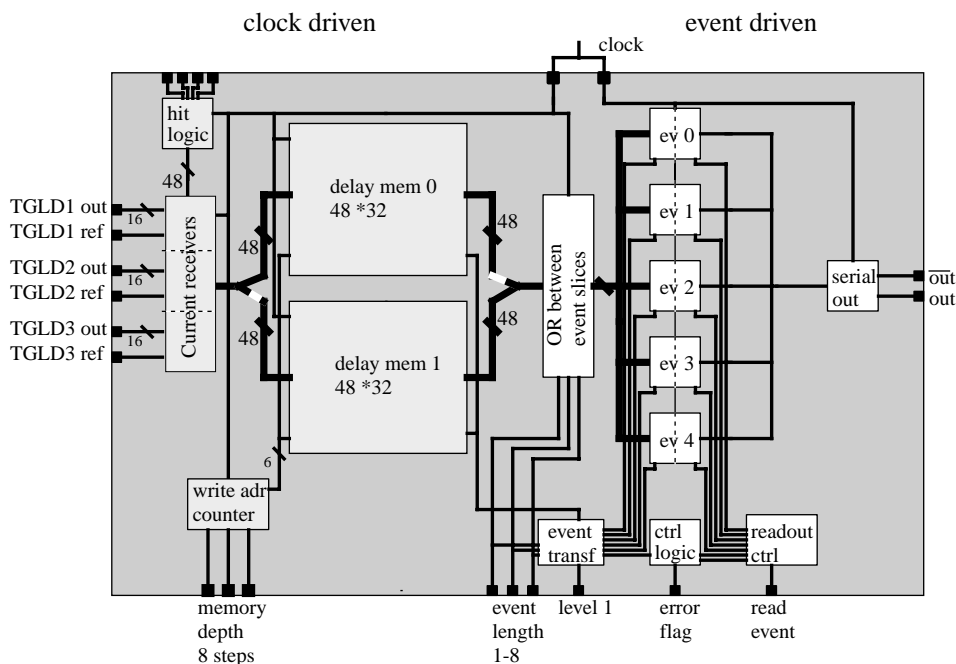 clock driven
event driven
clock
hit
logic
48
TGLD1 out
16
TGLD1 ref
TGLD2 out
16
TGLD2 ref
TGLD3 out
16
TGLD3 ref
Current receivers
48
48
delay mem 0
48 *32
delay mem 1
48 *32
48
48
6
write adr
counter
OR between
event slices
ev 0
ev 1
ev 2
ev 3
ev 4
serial
out
out
out
event
transf
ctrl
logic
readout
ctrl
memory
depth
8 steps
event
length
1-8
level 1
error
flag
read
event